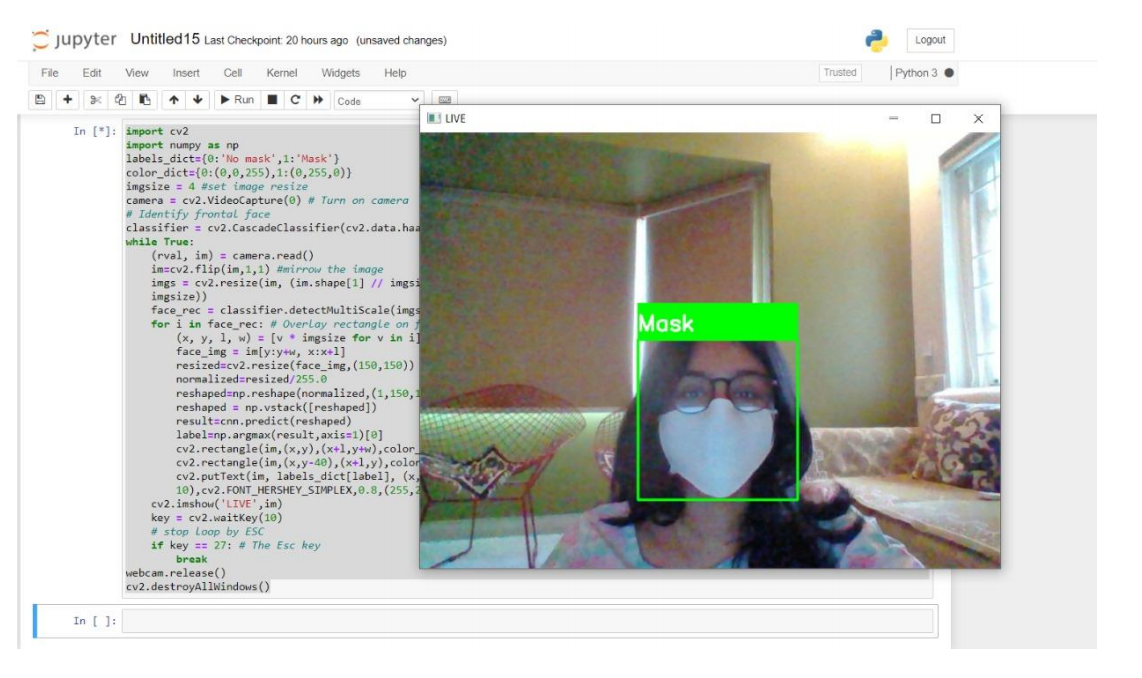 jupyter Untitled15 Last Checkpoint: 20 hours ago (unsaved changes)
Logout
File Edit View Insert Cell Kernel Widgets Help
Trusted
Python 3
Run
Code
In [*]:
import cv2
import numpy as np
labels_dict={0:'No mask',1:'Mask'}
color_dict={0:(0,0,255),1:(0,255,0)}
imgsize = 4 #set image resize
camera = cv2.VideoCapture(0) # Turn on camera
# Identify frontal face
classifier = cv2.CascadeClassifier(cv2.data.haa
while True:
(rval, im) = camera.read()
im=cv2.flip(im,1,1) #mirrow the image
imgs = cv2.resize(im, (im.shape[1] // imgsi
imgsize))
face_rec = classifier.detectMultiScale(imgs
for i in face_rec: # Overlay rectangle on f
(x, y, l, w) = [v * imgsize for v in i]
face_img = im[y:y+w, x:x+l]
resized=cv2.resize(face_img,(150,150))
normalized=resized/255.0
reshaped=np.reshape(normalized,(1,150,1
reshaped = np.vstack([reshaped])
result=cnn.predict(reshaped)
label=np.argmax(result,axis=1)[0]
cv2.rectangle(im,(x,y),(x+l,y+w),color_
cv2.rectangle(im,(x,y-40),(x+l,y),color
cv2.putText(im, labels_dict[label], (x,
10),cv2.FONT_HERSHEY_SIMPLEX,0.8,(255,2
cv2.imshow('LIVE',im)
key = cv2.waitKey(10)
# stop loop by ESC
if key == 27: # The Esc key
break
webcam.release()
cv2.destroyAllWindows()
In [ ]:
LIVE
Mask